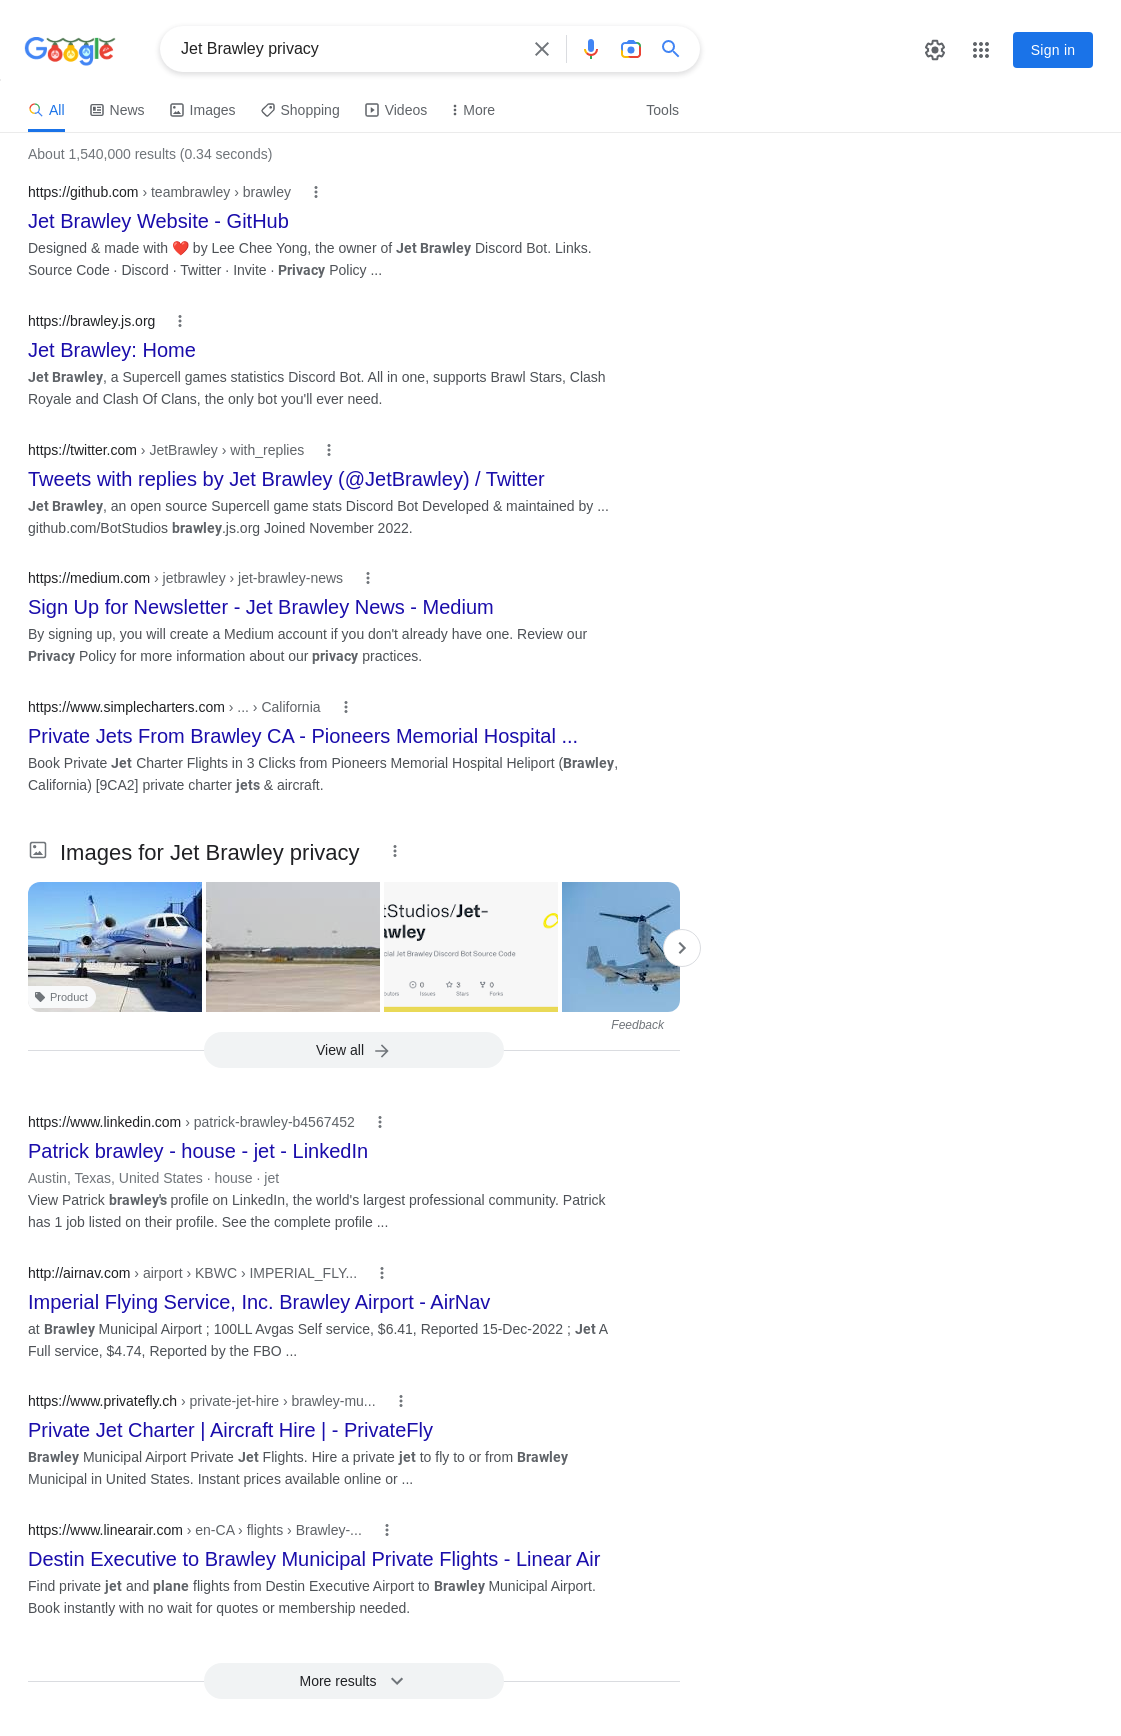 Google
Jet Brawley privacy
Sign in
All News Images Shopping Videos More Tools
About 1,540,000 results (0.34 seconds)
https://github.com › teambrawley › brawley
Jet Brawley Website - GitHub
Designed & made with ❤️ by Lee Chee Yong, the owner of Jet Brawley Discord Bot. Links.
Source Code · Discord · Twitter · Invite · Privacy Policy ...
https://brawley.js.org
Jet Brawley: Home
Jet Brawley, a Supercell games statistics Discord Bot. All in one, supports Brawl Stars, Clash
Royale and Clash Of Clans, the only bot you'll ever need.
https://twitter.com › JetBrawley › with_replies
Tweets with replies by Jet Brawley (@JetBrawley) / Twitter
Jet Brawley, an open source Supercell game stats Discord Bot Developed & maintained by ...
github.com/BotStudios brawley.js.org Joined November 2022.
https://medium.com › jetbrawley › jet-brawley-news
Sign Up for Newsletter - Jet Brawley News - Medium
By signing up, you will create a Medium account if you don't already have one. Review our
Privacy Policy for more information about our privacy practices.
https://www.simplecharters.com › ... › California
Private Jets From Brawley CA - Pioneers Memorial Hospital ...
Book Private Jet Charter Flights in 3 Clicks from Pioneers Memorial Hospital Heliport (Brawley,
California) [9CA2] private charter jets & aircraft.
Images for Jet Brawley privacy
tStudios/Jet-
awley
cial Jet Brawley Discord Bot Source Code
0 3 0
butors Issues Stars Forks
Product
Feedback
View all
https://www.linkedin.com › patrick-brawley-b4567452
Patrick brawley - house - jet - LinkedIn
Austin, Texas, United States · house · jet
View Patrick brawley's profile on LinkedIn, the world's largest professional community. Patrick
has 1 job listed on their profile. See the complete profile ...
http://airnav.com › airport › KBWC › IMPERIAL_FLY...
Imperial Flying Service, Inc. Brawley Airport - AirNav
at Brawley Municipal Airport ; 100LL Avgas Self service, $6.41, Reported 15-Dec-2022 ; Jet A
Full service, $4.74, Reported by the FBO ...
https://www.privatefly.ch › private-jet-hire › brawley-mu...
Private Jet Charter | Aircraft Hire | - PrivateFly
Brawley Municipal Airport Private Jet Flights. Hire a private jet to fly to or from Brawley
Municipal in United States. Instant prices available online or ...
https://www.linearair.com › en-CA › flights › Brawley-...
Destin Executive to Brawley Municipal Private Flights - Linear Air
Find private jet and plane flights from Destin Executive Airport to Brawley Municipal Airport.
Book instantly with no wait for quotes or membership needed.
More results